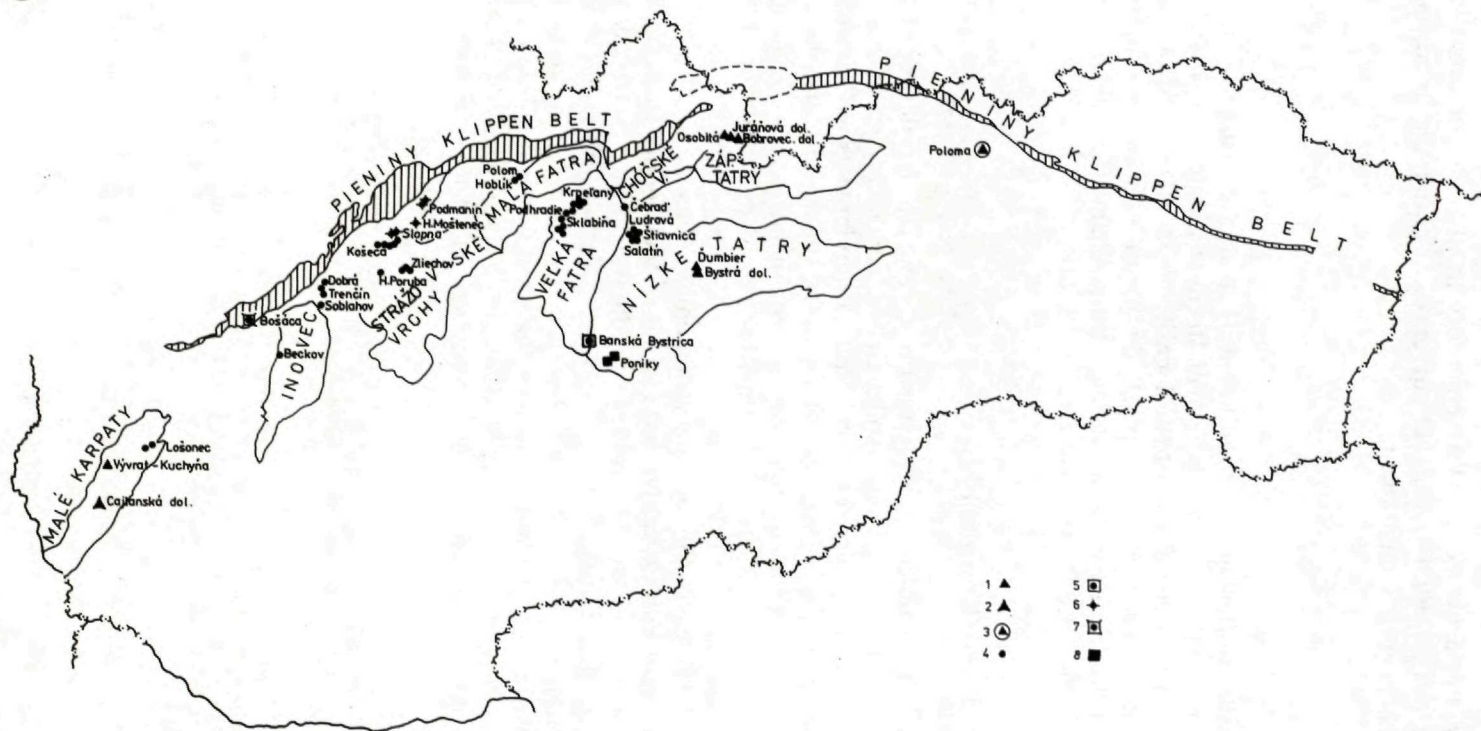 PIENINY KLIPPEN BELT
PIENINY KLIPPEN BELT
Osobitá
Juráňová dol.
Bobrovec. dol.
Poloma
ZÁP. TATRY
CHOČSKÉ V.
MALÁ FATRA
Polom
Hoblík
Krpeľany
Podhradie
Sklabiňa
Čebraď
Ludrová
Štiavnica
Salatín
Podmanín
H.Moštenec
Slopna
Košeca
Zliechov
H.Poruba
STRÁŽOVSKÉ
VRCHY
VEĽKÁ
FATRA
NÍZKE TATRY
Ďumbier
Bystrá dol.
Dobrá
Trenčín
Soblahov
Bošáca
INOVEC
Beckov
Banská Bystrica
Poniky
MALÉ KARPATY
Lošonec
Vývrat-Kuchyňa
Cajlanská dol.
1
2
3
4
5
6
7
8